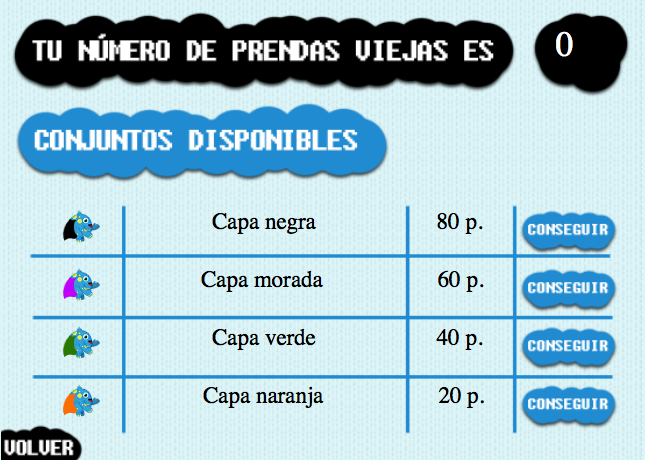 TU NÚMERO DE PRENDAS VIEJAS ES 0
CONJUNTOS DISPONIBLES
Capa negra 80 p. CONSEGUIR
Capa morada 60 p. CONSEGUIR
Capa verde 40 p. CONSEGUIR
Capa naranja 20 p. CONSEGUIR
VOLVER